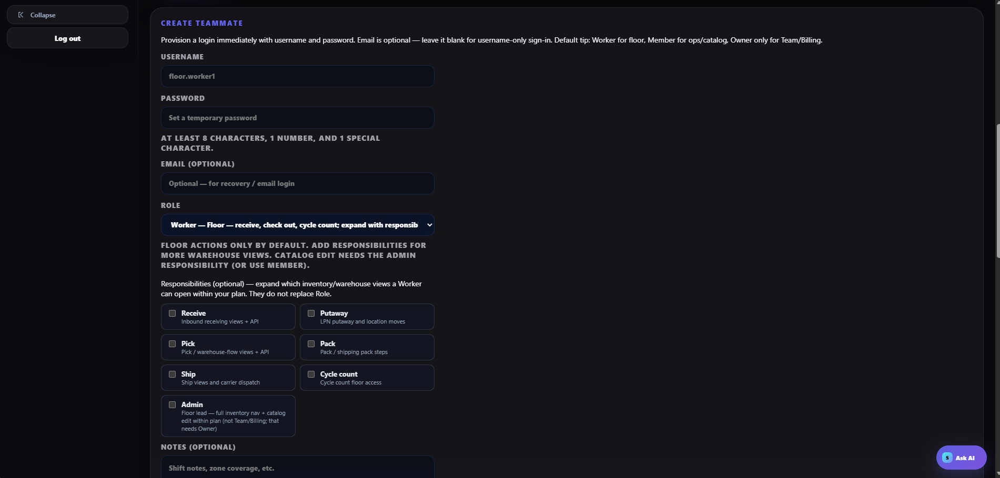 Collapse
Log out
CREATE TEAMMATE
Provision a login immediately with username and password. Email is optional — leave it blank for username-only sign-in. Default tip: Worker for floor, Member for ops/catalog, Owner only for Team/Billing.
USERNAME
floor.worker1
PASSWORD
Set a temporary password
AT LEAST 8 CHARACTERS, 1 NUMBER, AND 1 SPECIAL
CHARACTER.
EMAIL (OPTIONAL)
Optional — for recovery / email login
ROLE
Worker — Floor — receive, check out, cycle count; expand with responsib
FLOOR ACTIONS ONLY BY DEFAULT. ADD RESPONSIBILITIES FOR
MORE WAREHOUSE VIEWS. CATALOG EDIT NEEDS THE ADMIN
RESPONSIBILITY (OR USE MEMBER).
Responsibilities (optional) — expand which inventory/warehouse views a Worker
can open within your plan. They do not replace Role.
Receive
Inbound receiving views + API
Putaway
LPN putaway and location moves
Pick
Pick / warehouse-flow views + API
Pack
Pack / shipping pack steps
Ship
Ship views and carrier dispatch
Cycle count
Cycle count floor access
Admin
Floor lead — full inventory nav + catalog
edit within plan (not Team/Billing; that
needs Owner)
NOTES (OPTIONAL)
Shift notes, zone coverage, etc.
S Ask AI